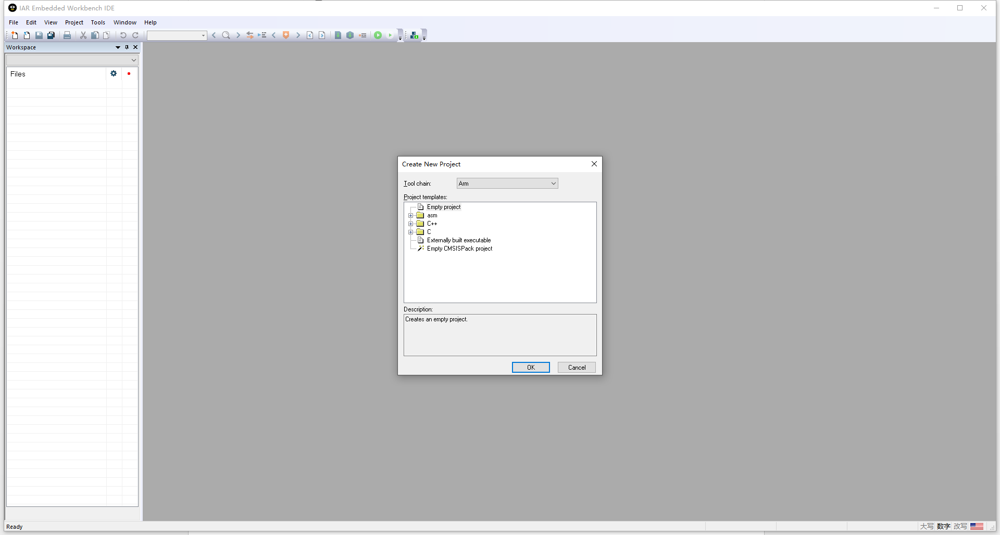 IAR Embedded Workbench IDE
File Edit View Project Tools Window Help
Workspace
Files
Create New Project
Tool chain: Arm
Project templates:
Empty project
asm
C++
C
Externally built executable
Empty CMSISPack project
Description:
Creates an empty project.
OK Cancel
Ready 大写 数字 改写